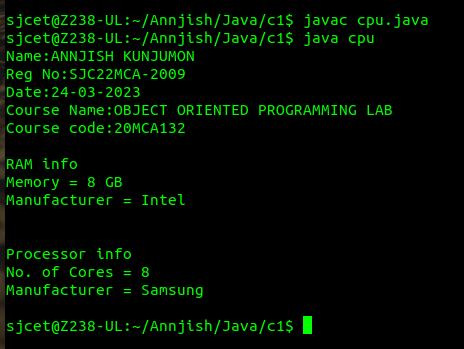 sjcet@Z238-UL:~/Annjish/Java/c1$ javac cpu.java
sjcet@Z238-UL:~/Annjish/Java/c1$ java cpu
Name:ANNJISH KUNJUMON
Reg No:SJC22MCA-2009
Date:24-03-2023
Course Name:OBJECT ORIENTED PROGRAMMING LAB
Course code:20MCA132
RAM info
Memory = 8 GB
Manufacturer = Intel
Processor info
No. of Cores = 8
Manufacturer = Samsung
sjcet@Z238-UL:~/Annjish/Java/c1$